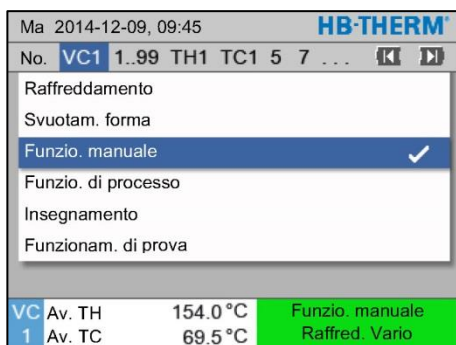 Ma 2014-12-09, 09:45 HB-THERM®
No. VC1 1..99 TH1 TC1 5 7 ...
Raffreddamento
Svuotam. forma
Funzio. manuale
Funzio. di processo
Insegnamento
Funzionam. di prova
VC Av. TH 154.0 °C Funzio. manuale
1 Av. TC 69.5 °C Raffred. Vario